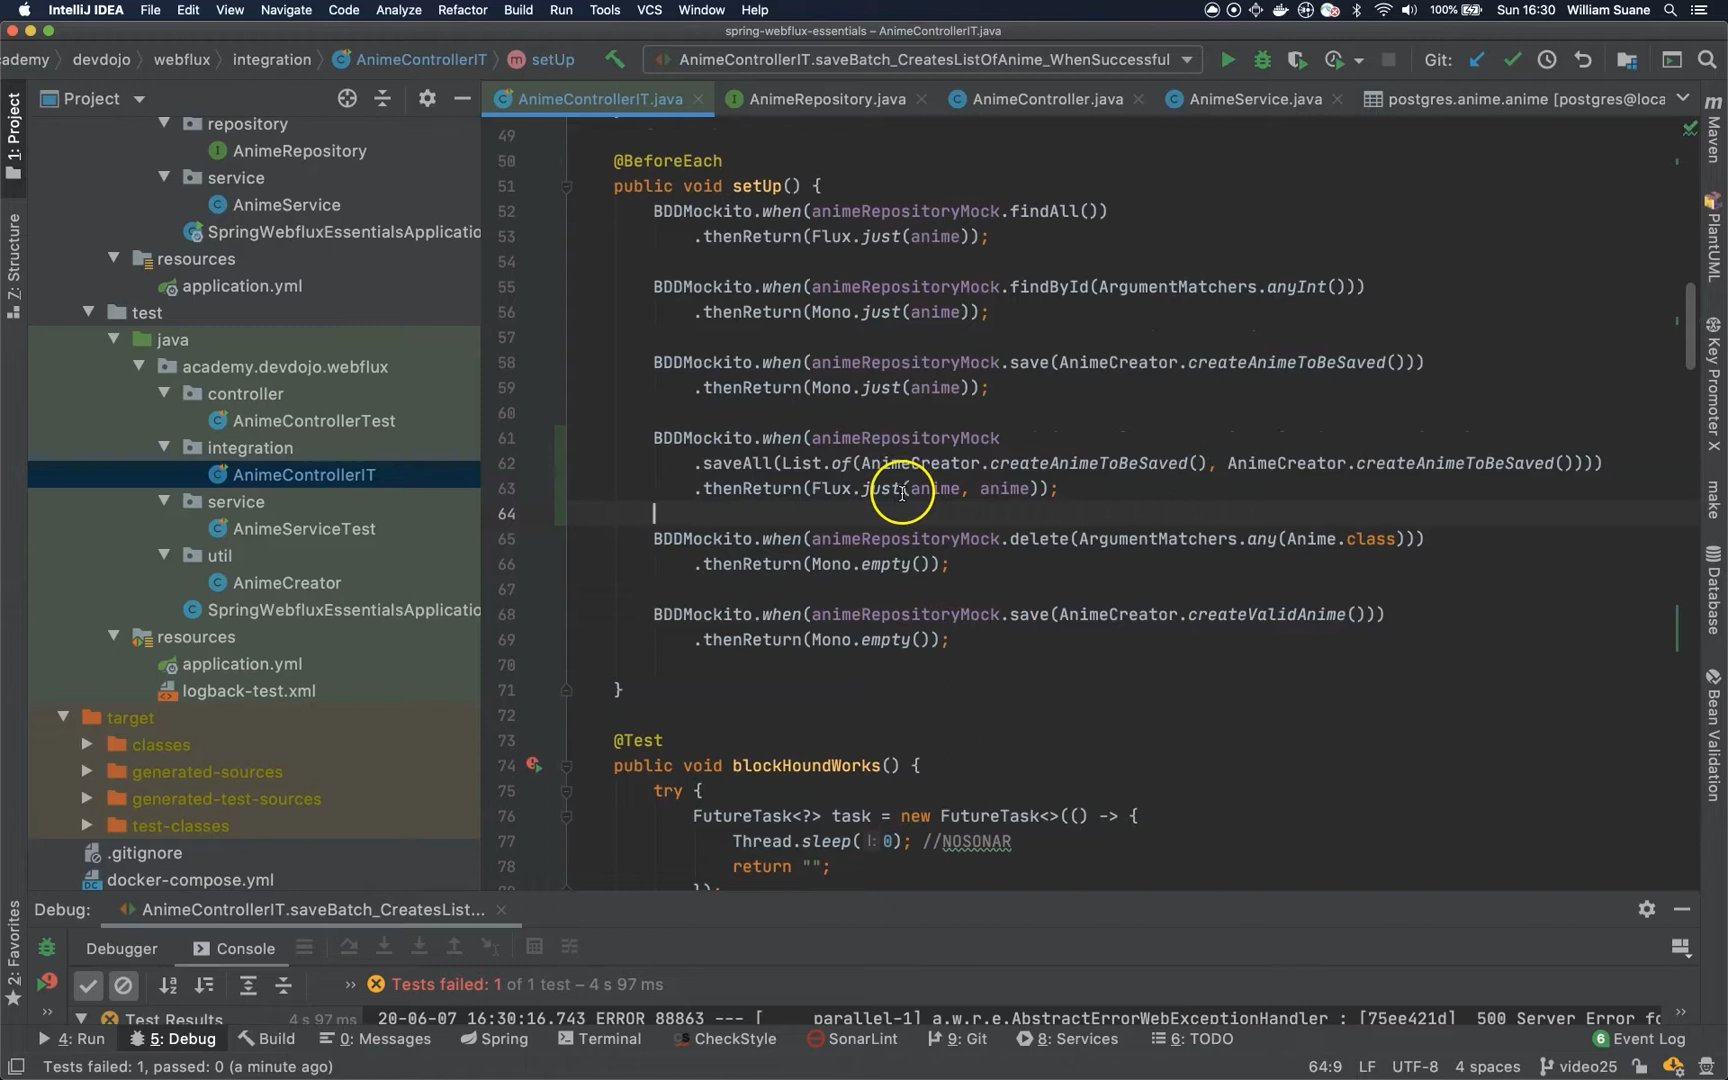 IntelliJ IDEA File Edit View Navigate Code Analyze Refactor Build Run Tools VCS Window Help 100% Sun 16:30 William Suane
spring-webflux-essentials – AnimeControllerIT.java
academy devdojo webflux integration AnimeControllerIT setUp AnimeControllerIT.saveBatch_CreatesListOfAnime_WhenSuccessful Git:
Project AnimeControllerIT.java AnimeRepository.java AnimeController.java AnimeService.java postgres.anime.anime [postgres@loca
1: Project
7: Structure
2: Favorites
repository
AnimeRepository
service
AnimeService
SpringWebfluxEssentialsApplicatio
resources
application.yml
test
java
academy.devdojo.webflux
controller
AnimeControllerTest
integration
AnimeControllerIT
service
AnimeServiceTest
util
AnimeCreator
SpringWebfluxEssentialsApplicatio
resources
application.yml
logback-test.xml
target
classes
generated-sources
generated-test-sources
test-classes
.gitignore
docker-compose.yml
49
50 @BeforeEach
51 public void setUp() {
52 BDDMockito.when(animeRepositoryMock.findAll())
53 .thenReturn(Flux.just(anime));
54
55 BDDMockito.when(animeRepositoryMock.findById(ArgumentMatchers.anyInt()))
56 .thenReturn(Mono.just(anime));
57
58 BDDMockito.when(animeRepositoryMock.save(AnimeCreator.createAnimeToBeSaved()))
59 .thenReturn(Mono.just(anime));
60
61 BDDMockito.when(animeRepositoryMock
62 .saveAll(List.of(AnimeCreator.createAnimeToBeSaved(), AnimeCreator.createAnimeToBeSaved())))
63 .thenReturn(Flux.just(anime, anime));
64
65 BDDMockito.when(animeRepositoryMock.delete(ArgumentMatchers.any(Anime.class)))
66 .thenReturn(Mono.empty());
67
68 BDDMockito.when(animeRepositoryMock.save(AnimeCreator.createValidAnime()))
69 .thenReturn(Mono.empty());
70
71 }
72
73 @Test
74 public void blockHoundWorks() {
75 try {
76 FutureTask<?> task = new FutureTask<>(() -> {
77 Thread.sleep( l: 0); //NOSONAR
78 return "";
});
m Maven
PlantUML
Key Promoter X
make
Database
Bean Validation
Debug: AnimeControllerIT.saveBatch_CreatesList...
Debugger Console
Tests failed: 1 of 1 test – 4 s 97 ms
Test Results 4 s 97 ms 20-06-07 16:30:16.743 ERROR 88863 --- [ parallel-1] a.w.r.e.AbstractErrorWebExceptionHandler : [75ee421d] 500 Server Error fo
4: Run 5: Debug Build 0: Messages Spring Terminal CheckStyle SonarLint 9: Git 8: Services 6: TODO 6 Event Log
Tests failed: 1, passed: 0 (a minute ago) 64:9 LF UTF-8 4 spaces video25